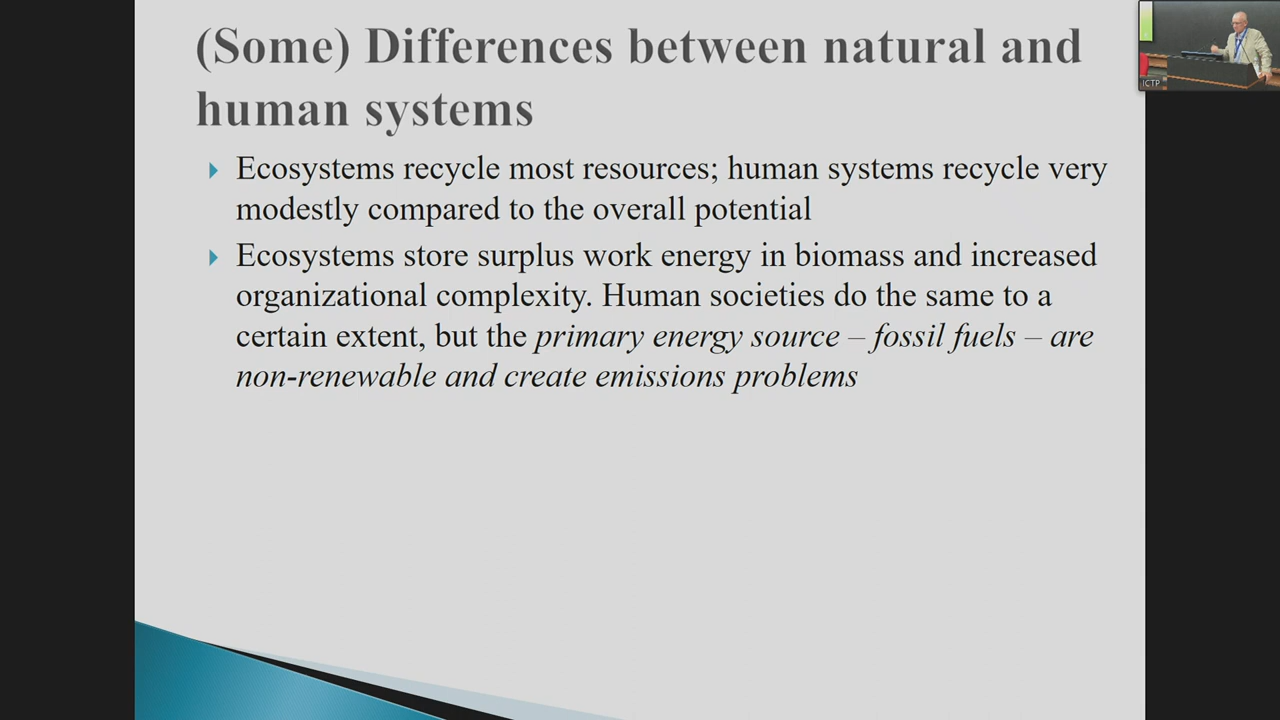 (Some) Differences between natural and
human systems
Ecosystems recycle most resources; human systems recycle very
modestly compared to the overall potential
Ecosystems store surplus work energy in biomass and increased
organizational complexity. Human societies do the same to a
certain extent, but the primary energy source – fossil fuels – are
non-renewable and create emissions problems
ICTP